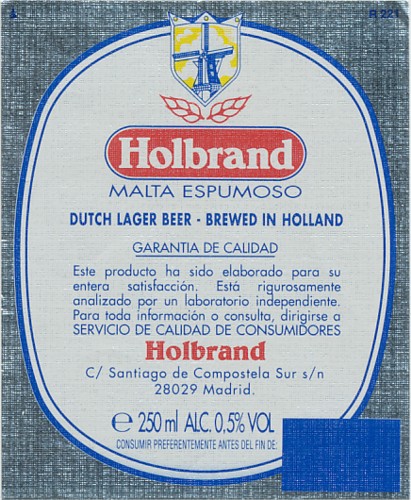 R 221
Holbrand
MALTA ESPUMOSO
DUTCH LAGER BEER - BREWED IN HOLLAND
GARANTIA DE CALIDAD
Este producto ha sido elaborado para su
entera satisfacción. Está rigurosamente
analizado por un laboratorio independiente.
Para toda información o consulta, dirigirse a
SERVICIO DE CALIDAD DE CONSUMIDORES
Holbrand
C/ Santiago de Compostela Sur s/n
28029 Madrid.
℮ 250 ml ALC. 0,5% VOL
CONSUMIR PREFERENTEMENTE ANTES DEL FIN DE: